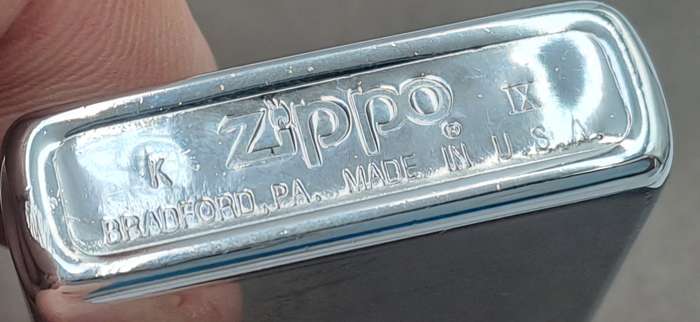 K Zippo ® IX
BRADFORD, PA. MADE IN U.S.A.